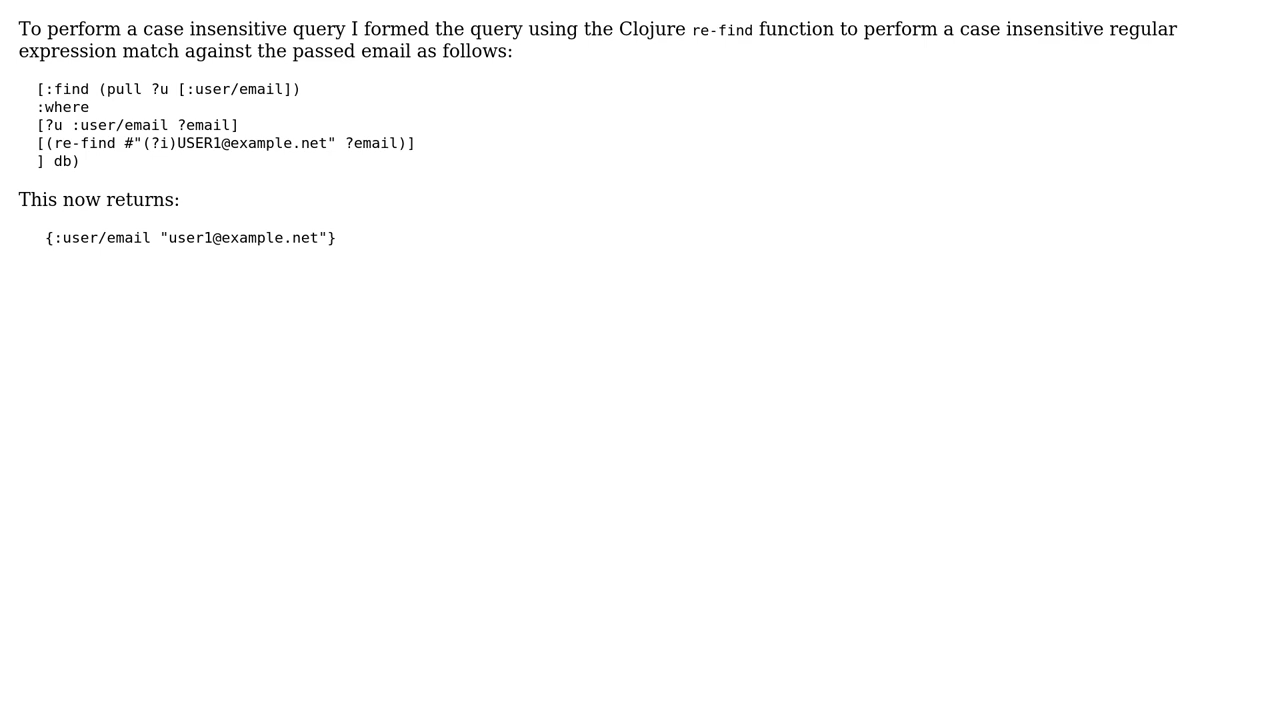 To perform a case insensitive query I formed the query using the Clojure re-find function to perform a case insensitive regular
expression match against the passed email as follows:
[:find (pull ?u [:user/email])
:where
[?u :user/email ?email]
[(re-find #"(?i)USER1@example.net" ?email)]
] db)
This now returns:
{:user/email "user1@example.net"}